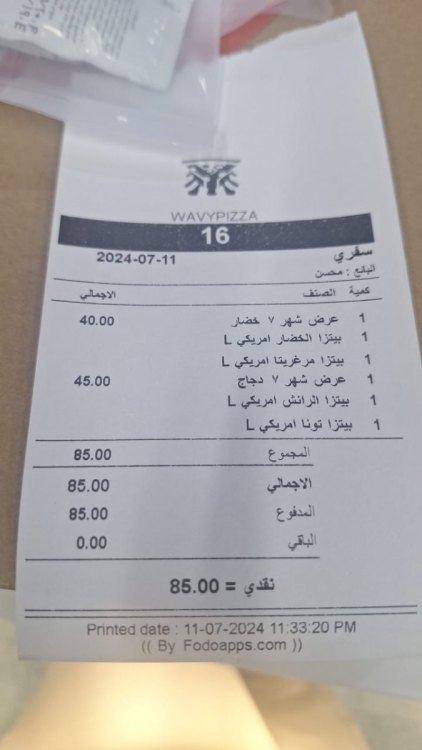 WAVYPIZZA
16
سفري 2024-07-11
البائع : محسن
كمية الصنف الاجمالي
1 عرض شهر ٧ خضار 40.00
1 بيتزا الخضار امريكي L
1 بيتزا مرغريتا امريكي L
1 عرض شهر ٧ دجاج 45.00
1 بيتزا الرانش امريكي L
1 بيتزا تونا امريكي L
المجموع 85.00
الاجمالي 85.00
المدفوع 85.00
الباقي 0.00
نقدي = 85.00
Printed date : 11-07-2024 11:33:20 PM
(( By Fodoapps.com ))